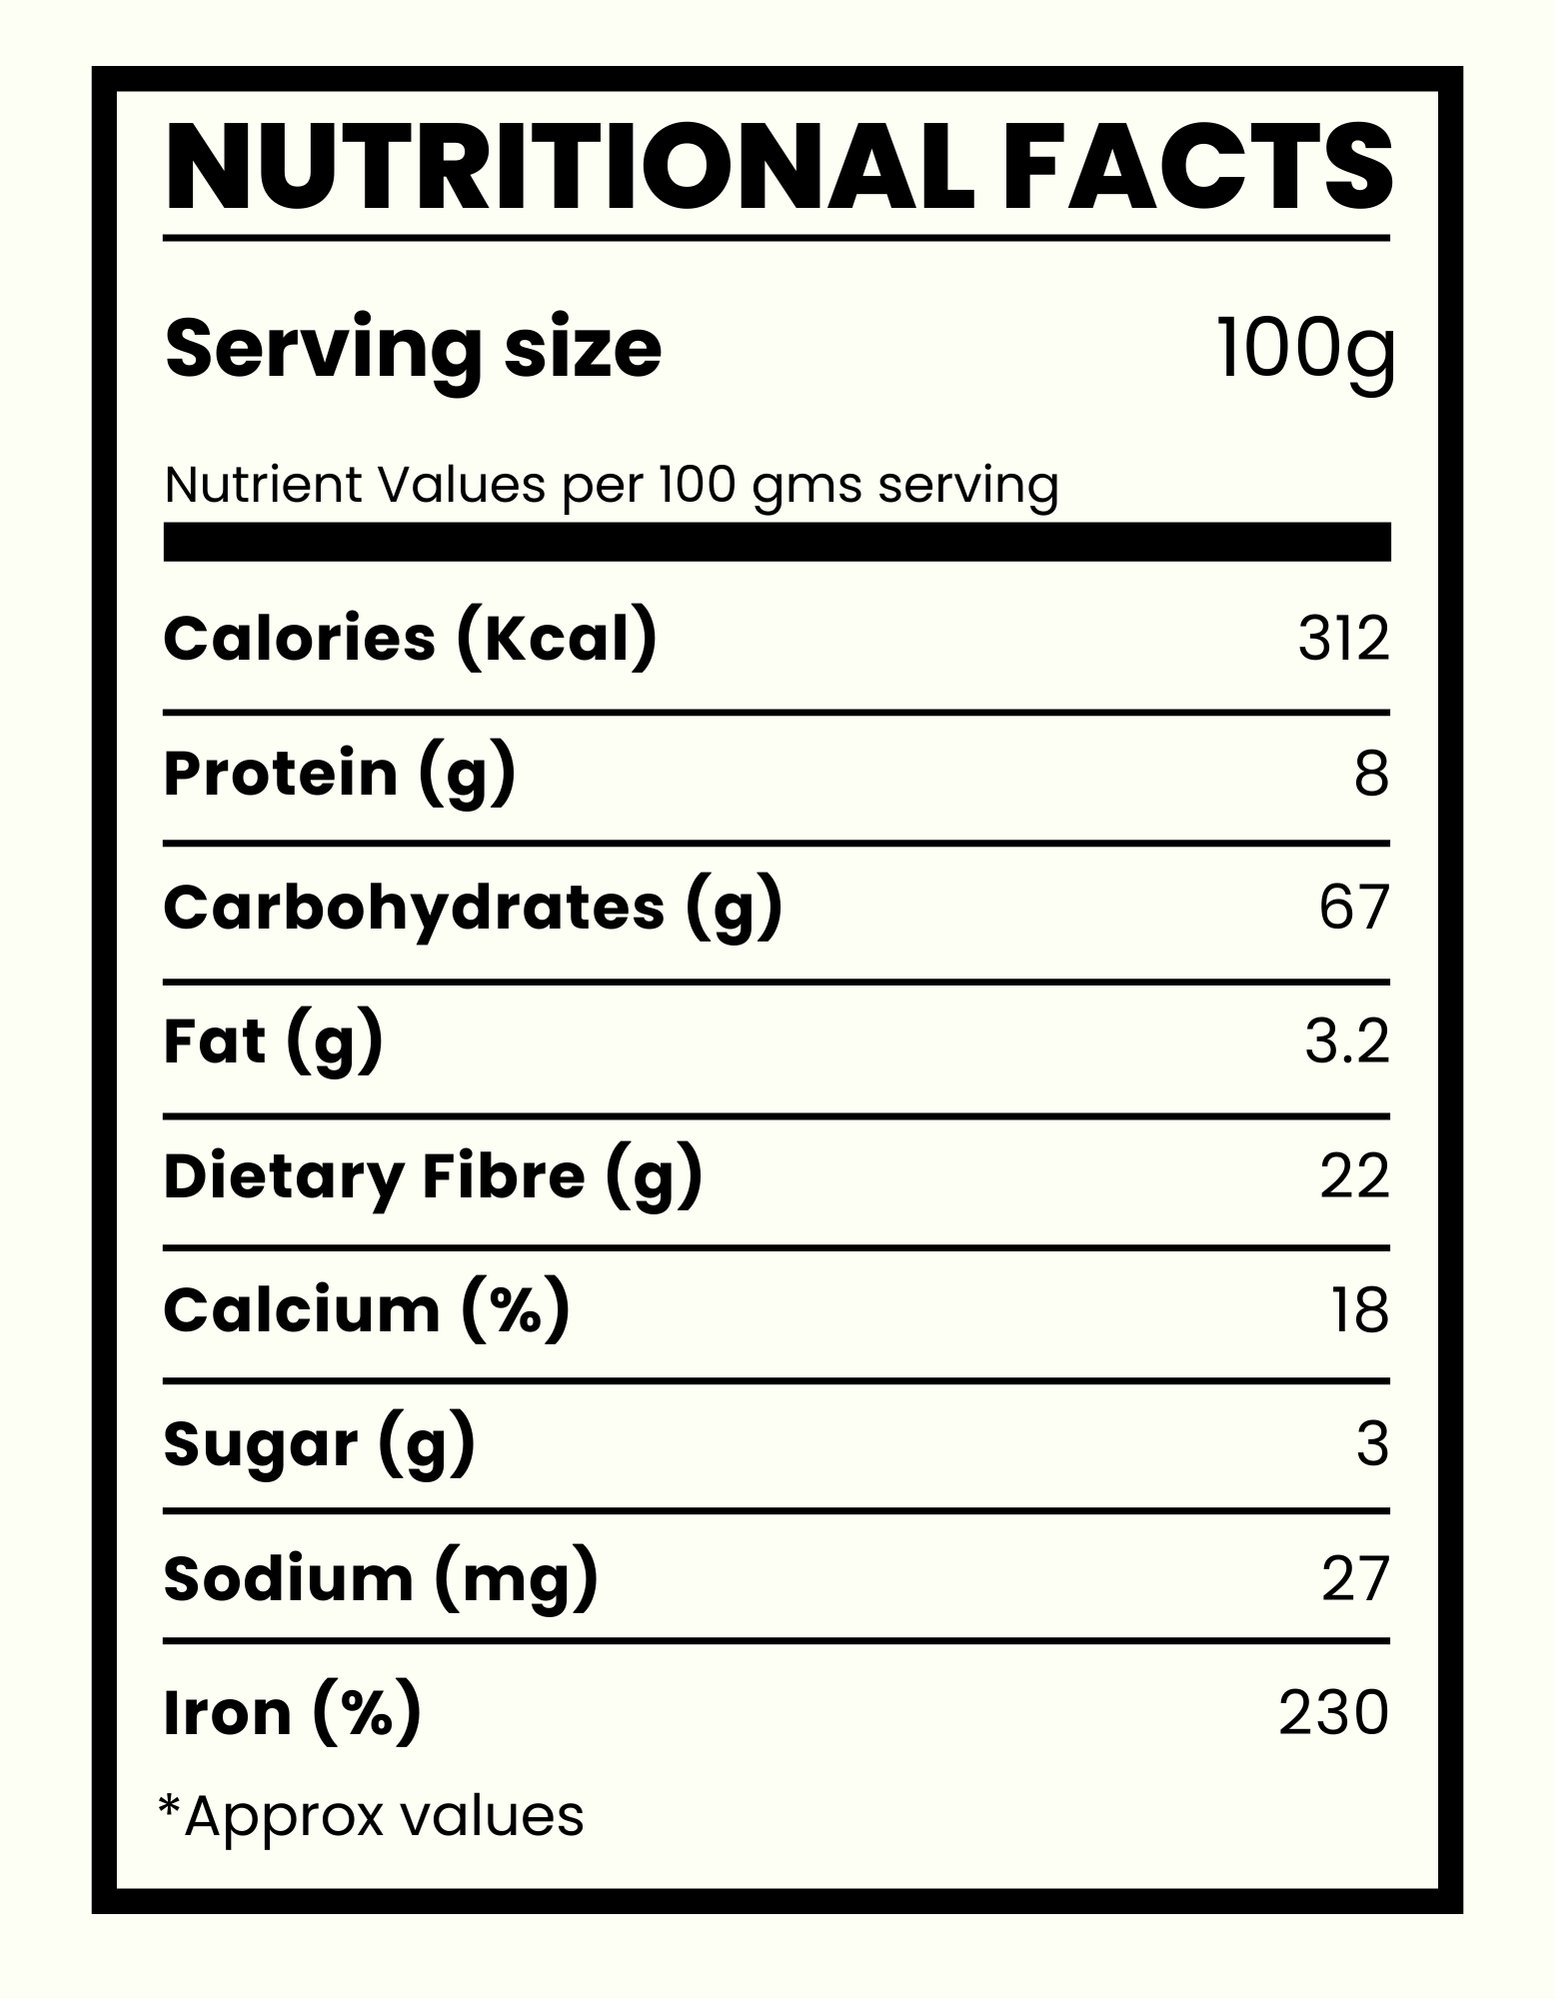 NUTRITIONAL FACTS
Serving size 100g
Nutrient Values per 100 gms serving
Calories (Kcal) 312
Protein (g) 8
Carbohydrates (g) 67
Fat (g) 3.2
Dietary Fibre (g) 22
Calcium (%) 18
Sugar (g) 3
Sodium (mg) 27
Iron (%) 230
*Approx values